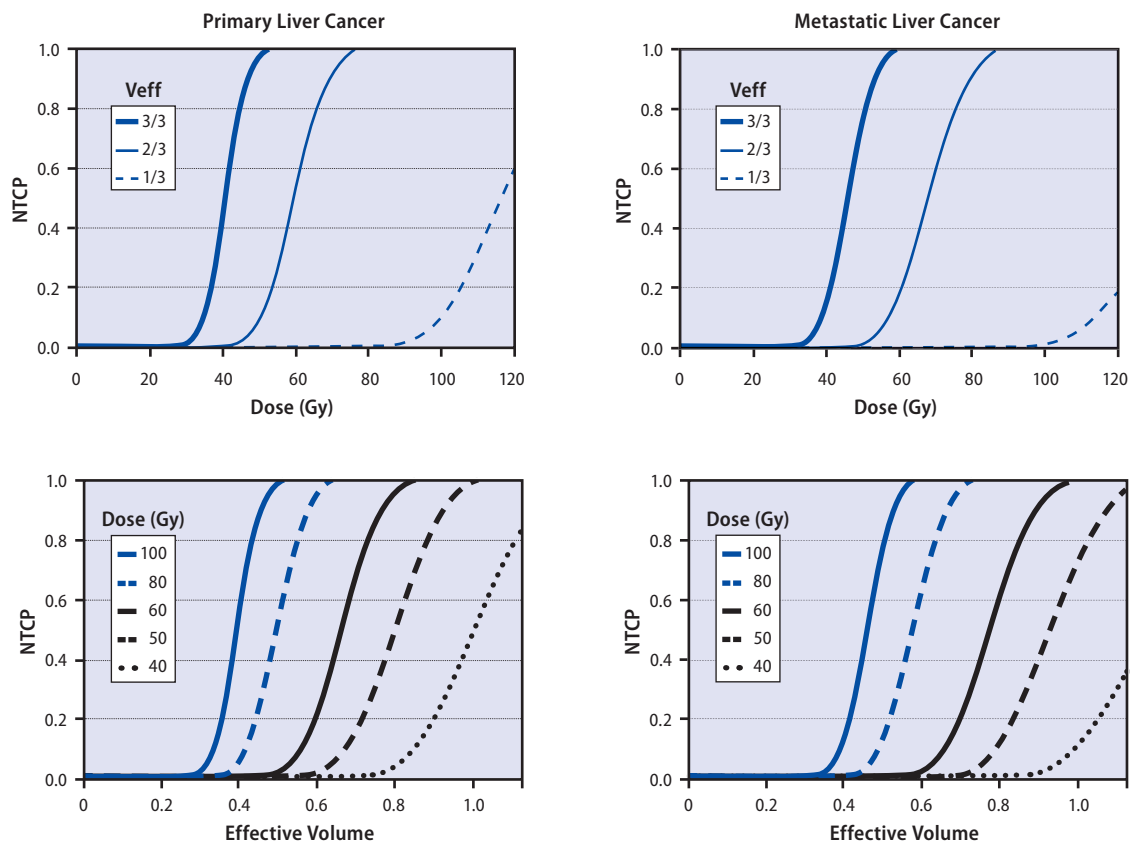 Primary Liver Cancer
1.0
0.8
0.6
0.4
0.2
0.0
NTCP
Veff
3/3
2/3
1/3
0 20 40 60 80 100 120
Dose (Gy)
Metastatic Liver Cancer
1.0
0.8
0.6
0.4
0.2
0.0
NTCP
Veff
3/3
2/3
1/3
0 20 40 60 80 100 120
Dose (Gy)
1.0
0.8
0.6
0.4
0.2
0.0
NTCP
Dose (Gy)
100
80
60
50
40
0 0.2 0.4 0.6 0.8 1.0
Effective Volume
1.0
0.8
0.6
0.4
0.2
0.0
NTCP
Dose (Gy)
100
80
60
50
40
0 0.2 0.4 0.6 0.8 1.0
Effective Volume